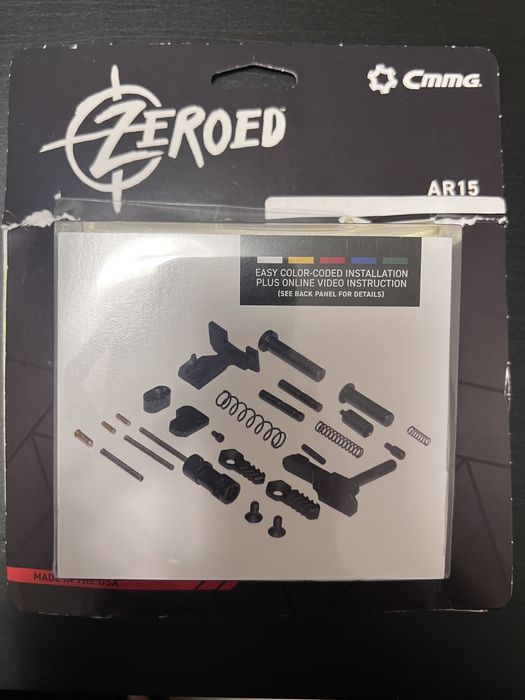 ZEROED
CMMG
AR15
EASY COLOR-CODED INSTALLATION
PLUS ONLINE VIDEO INSTRUCTION
(SEE BACK PANEL FOR DETAILS)
MADE IN THE USA